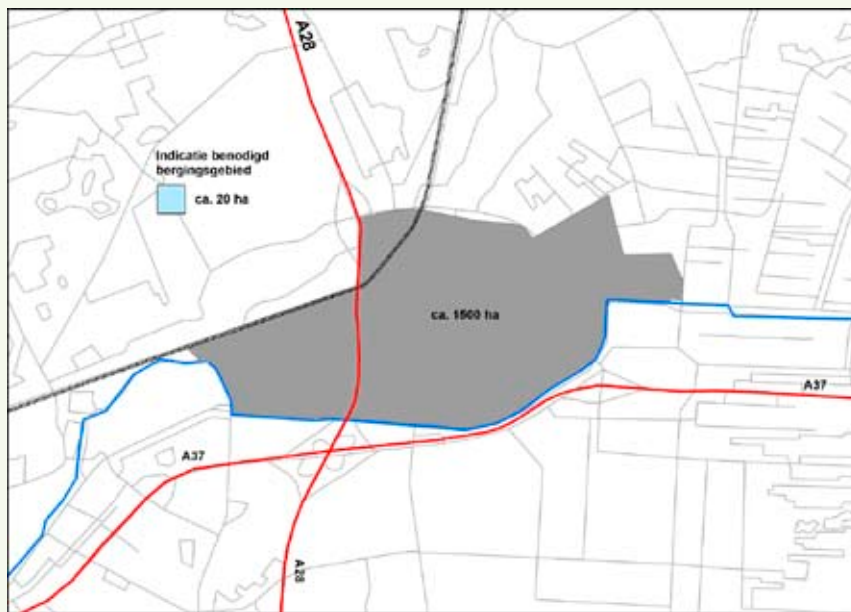 A28
Indicatie benodigd
bergingsgebied
ca. 20 ha
ca. 1500 ha
A37
A37
A28